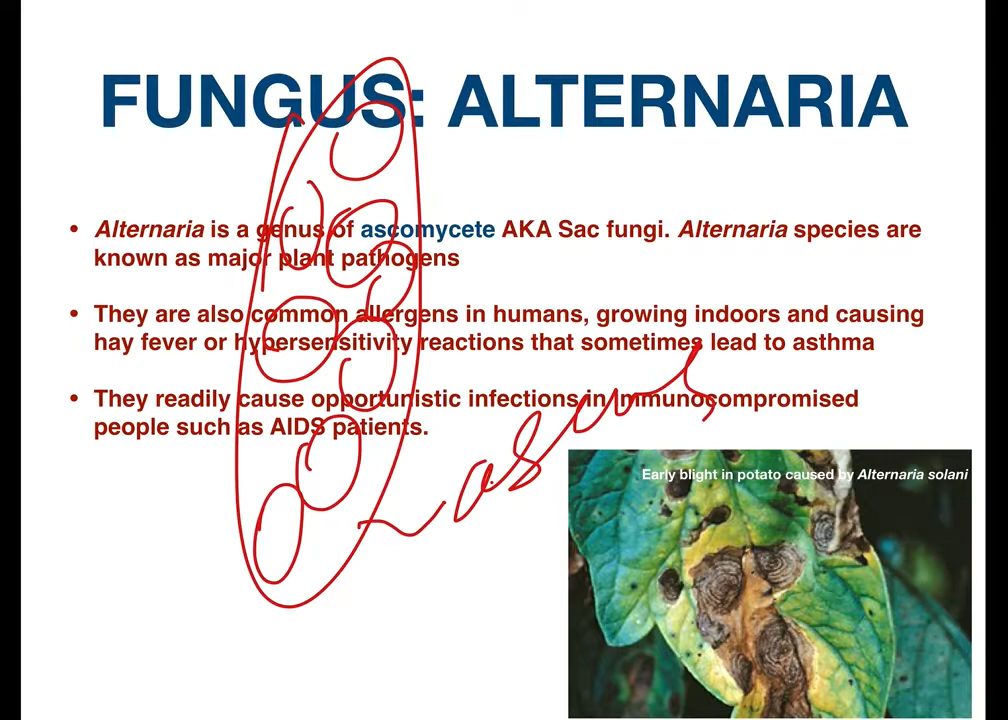 FUNGUS: ALTERNARIA
• Alternaria is a genus of ascomycete AKA Sac fungi. Alternaria species are
known as major plant pathogens
• They are also common allergens in humans, growing indoors and causing
hay fever or hypersensitivity reactions that sometimes lead to asthma
• They readily cause opportunistic infections in immunocompromised
people such as AIDS patients.
ascus
Early blight in potato caused by Alternaria solani